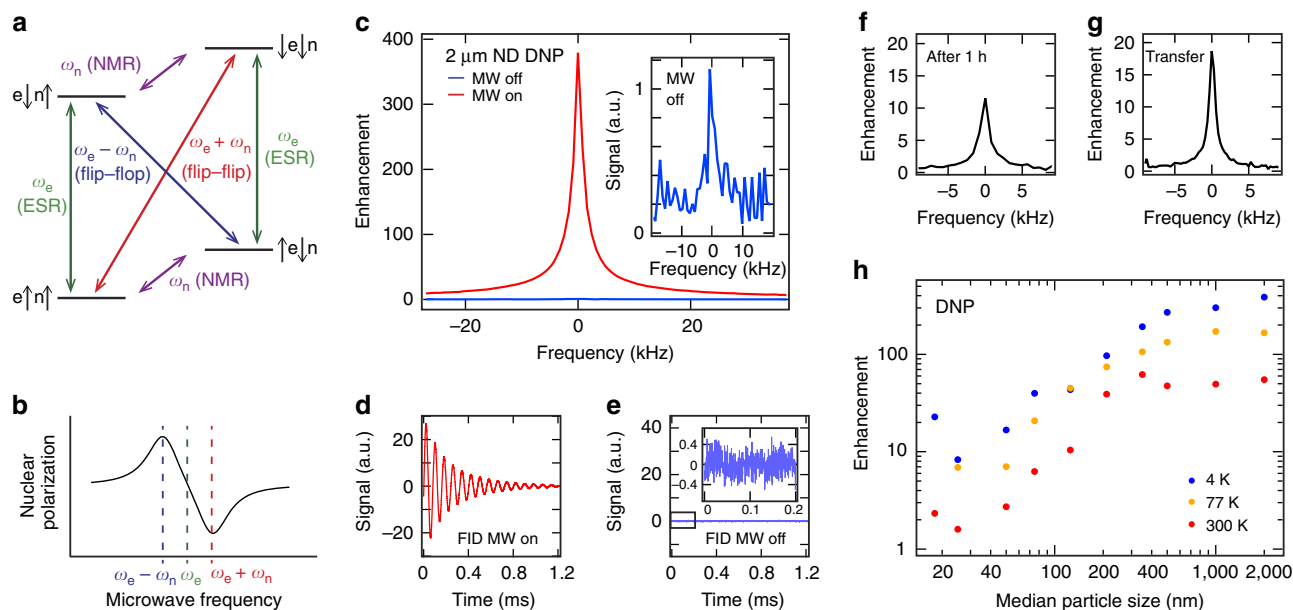 a
ωn (NMR)
↓e↓n
e↓n↑
ωe − ωn
(flip–flop)
ωe + ωn
(flip–flip)
ωe
(ESR)
ωe
(ESR)
↑e↓n
ωn (NMR)
e↑n↑
b
Nuclear
polarization
ωe − ωn
ωe
ωe + ωn
Microwave frequency
c
2 μm ND DNP
MW off
MW on
Enhancement
400
300
200
100
0
−20
0
20
Frequency (kHz)
MW
off
Signal (a.u.)
1
0
−10
0
10
Frequency (kHz)
d
Signal (a.u.)
20
0
−20
FID MW on
0
0.4
0.8
1.2
Time (ms)
e
Signal (a.u.)
40
20
0
0.4
0
−0.4
0
0.1
0.2
FID MW off
0
0.4
0.8
1.2
Time (ms)
f
After 1 h
Enhancement
20
15
10
5
0
−5
0
5
Frequency (kHz)
g
Transfer
Enhancement
20
15
10
5
0
−5
0
5
Frequency (kHz)
h
DNP
Enhancement
100
10
1
4 K
77 K
300 K
20
40
100
200
400
1,000
2,000
Median particle size (nm)